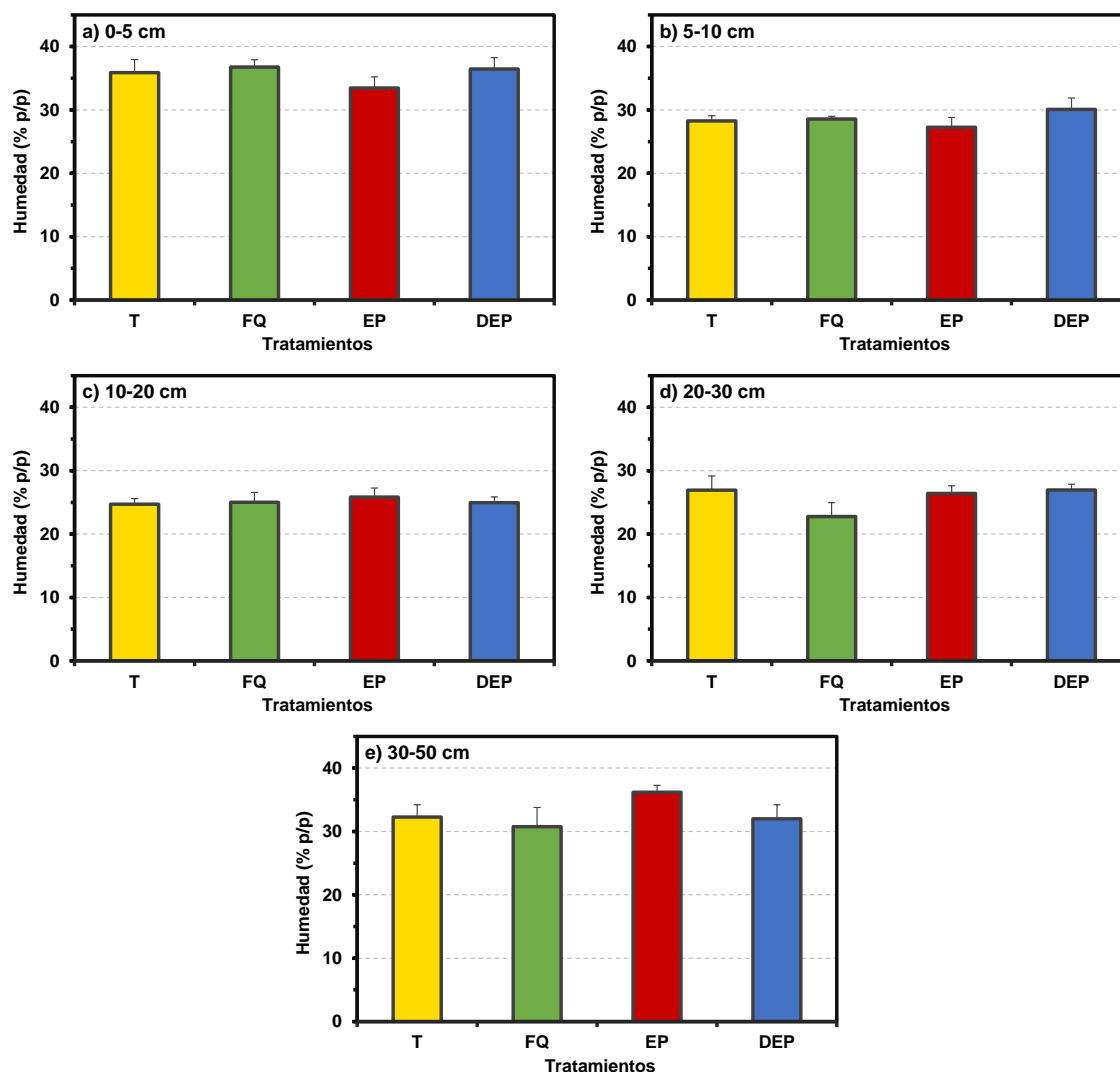 a) 0-5 cm
Humedad (% p/p)
40
30
20
10
0
T FQ EP DEP
Tratamientos
b) 5-10 cm
Humedad (% p/p)
40
30
20
10
0
T FQ EP DEP
Tratamientos
c) 10-20 cm
Humedad (% p/p)
40
30
20
10
0
T FQ EP DEP
Tratamientos
d) 20-30 cm
Humedad (% p/p)
40
30
20
10
0
T FQ EP DEP
Tratamientos
e) 30-50 cm
Humedad (% p/p)
40
30
20
10
0
T FQ EP DEP
Tratamientos